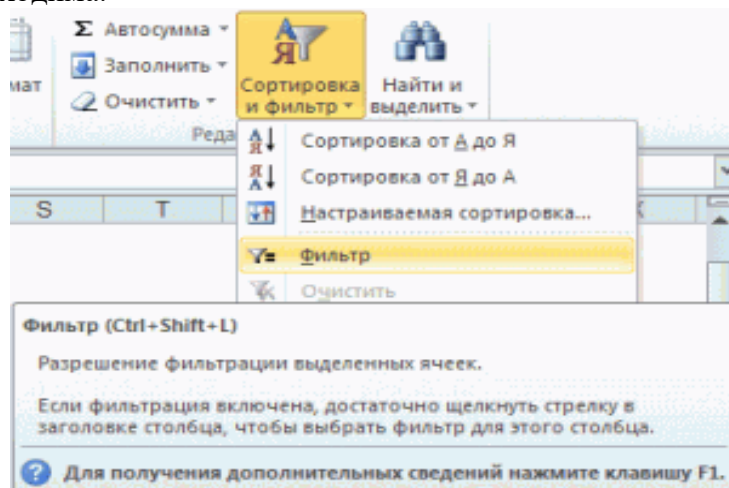 Σ Автосумма
Заполнить
Очистить
мат
Сортировка и фильтр
Найти и выделить
Реда
Сортировка от А до Я
Сортировка от Я до А
Настраиваемая сортировка...
S T
Фильтр
Очистить
Фильтр (Ctrl+Shift+L)
Разрешение фильтрации выделенных ячеек.
Если фильтрация включена, достаточно щелкнуть стрелку в
заголовке столбца, чтобы выбрать фильтр для этого столбца.
Для получения дополнительных сведений нажмите клавишу F1.